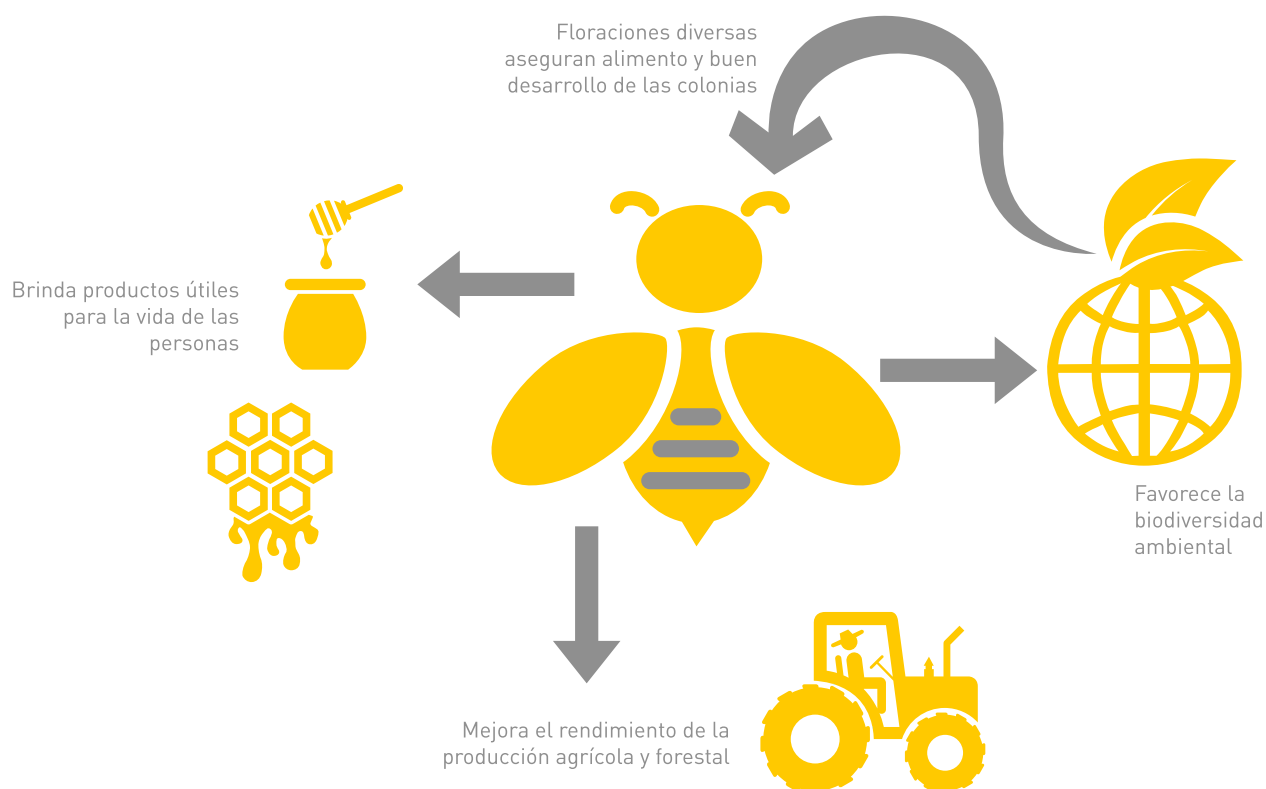 Floraciones diversas
aseguran alimento y buen
desarrollo de las colonias
Brinda productos útiles
para la vida de las
personas
Favorece la
biodiversidad
ambiental
Mejora el rendimiento de la
producción agrícola y forestal